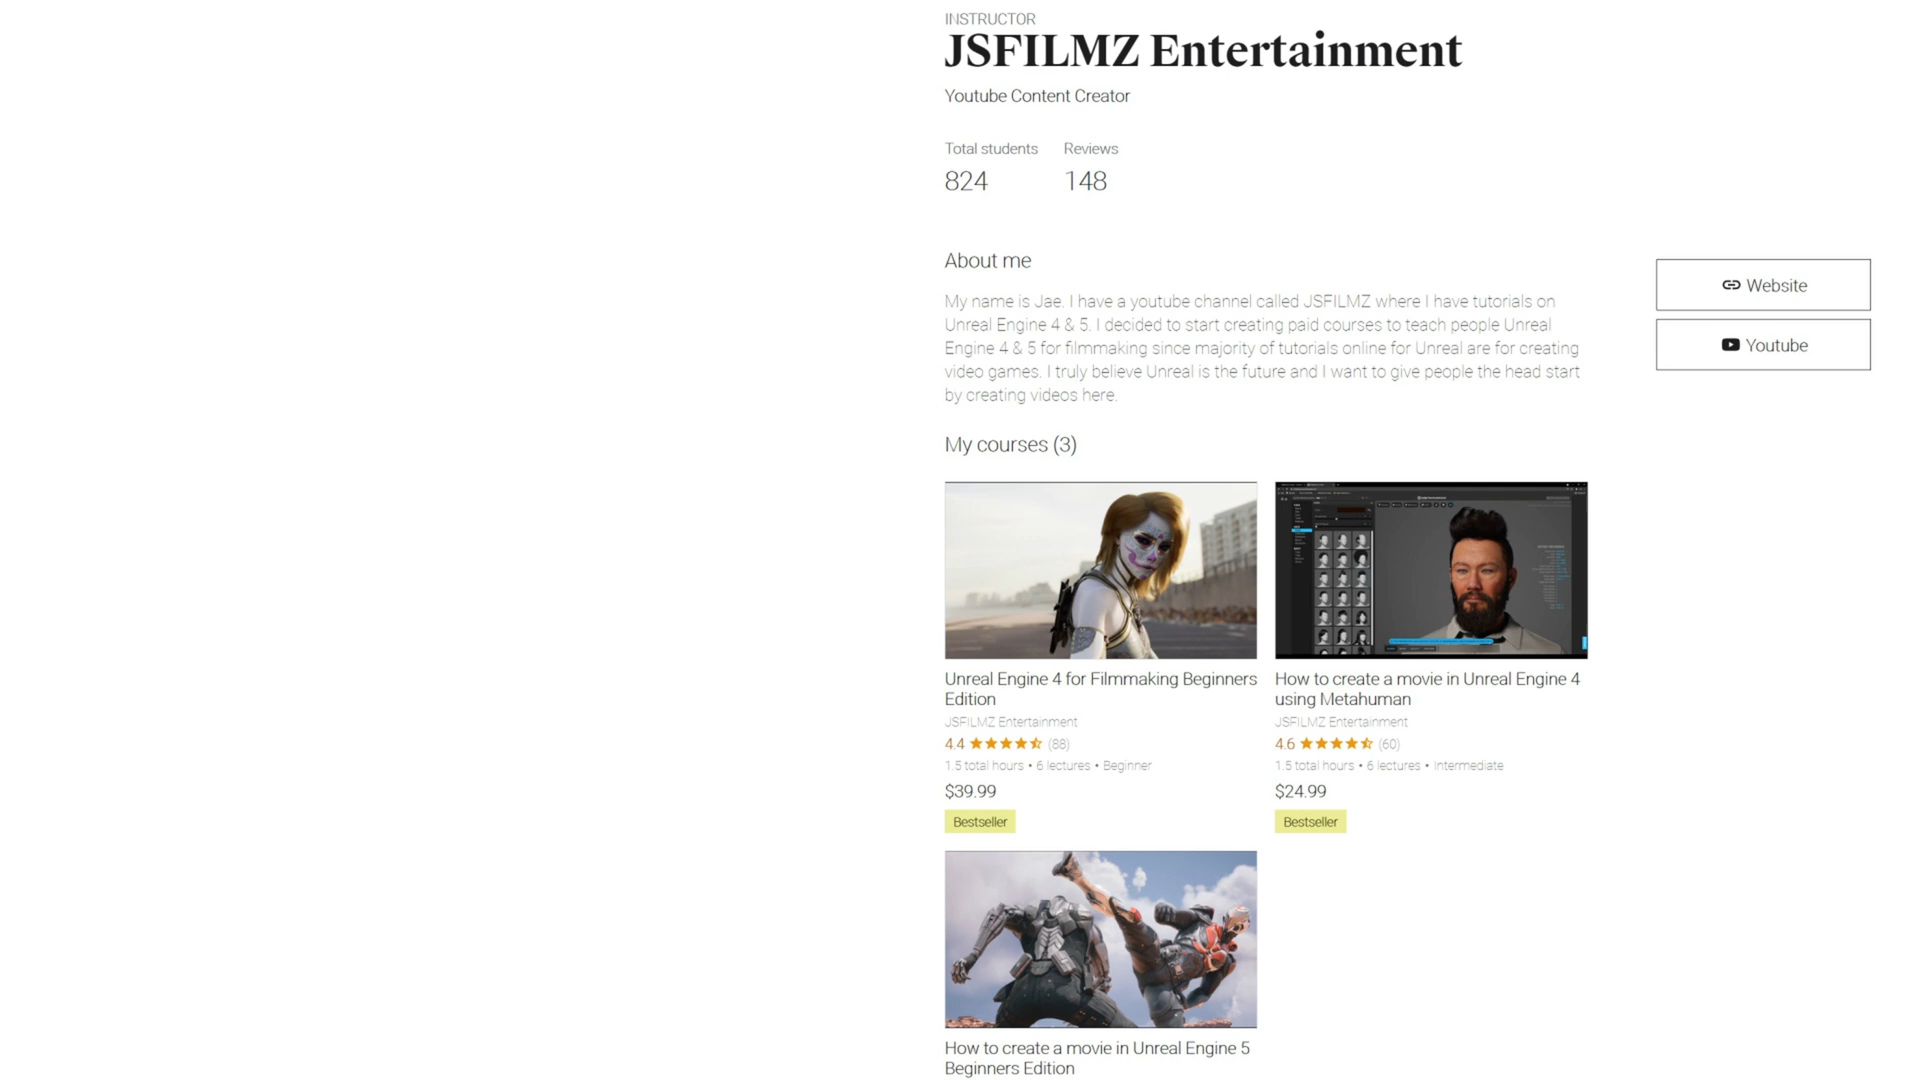 INSTRUCTOR
JSFILMZ Entertainment
Youtube Content Creator
Total students Reviews
824 148
About me
My name is Jae. I have a youtube channel called JSFILMZ where I have tutorials on
Unreal Engine 4 & 5. I decided to start creating paid courses to teach people Unreal
Engine 4 & 5 for filmmaking since majority of tutorials online for Unreal are for creating
video games. I truly believe Unreal is the future and I want to give people the head start
by creating videos here.
Website
Youtube
My courses (3)
Unreal Engine 4 for Filmmaking Beginners
Edition
JSFILMZ Entertainment
4.4 (88)
1.5 total hours • 6 lectures • Beginner
$39.99
Bestseller
How to create a movie in Unreal Engine 4
using Metahuman
JSFILMZ Entertainment
4.6 (60)
1.5 total hours • 6 lectures • Intermediate
$24.99
Bestseller
How to create a movie in Unreal Engine 5
Beginners Edition